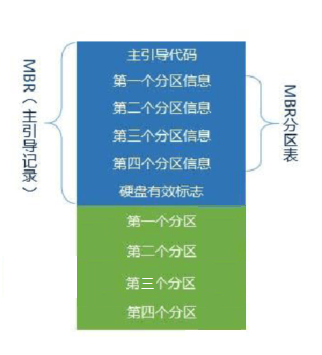 MBR（主引导记录）
主引导代码
第一个分区信息
第二个分区信息
第三个分区信息
第四个分区信息
硬盘有效标志
MBR分区表
第一个分区
第二个分区
第三个分区
第四个分区